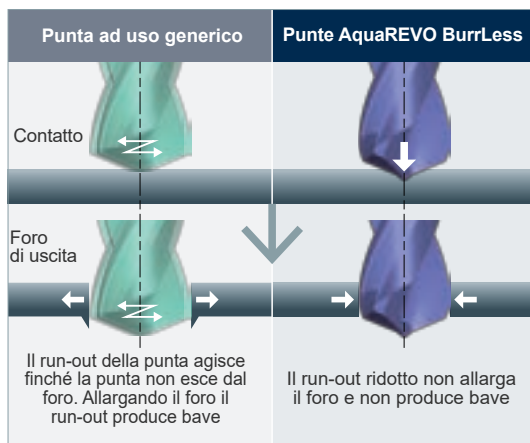 Punta ad uso generico
Punte AquaREVO BurrLess
Contatto
Foro
di uscita
Il run-out della punta agisce
finché la punta non esce dal
foro. Allargando il foro il
run-out produce bave
Il run-out ridotto non allarga
il foro e non produce bave